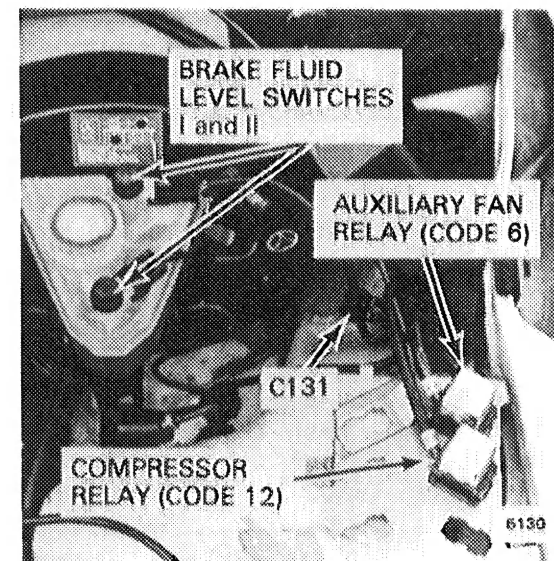 BRAKE FLUID
LEVEL SWITCHES
I and II
AUXILIARY FAN
RELAY (CODE 6)
C131
COMPRESSOR
RELAY (CODE 12)
6130